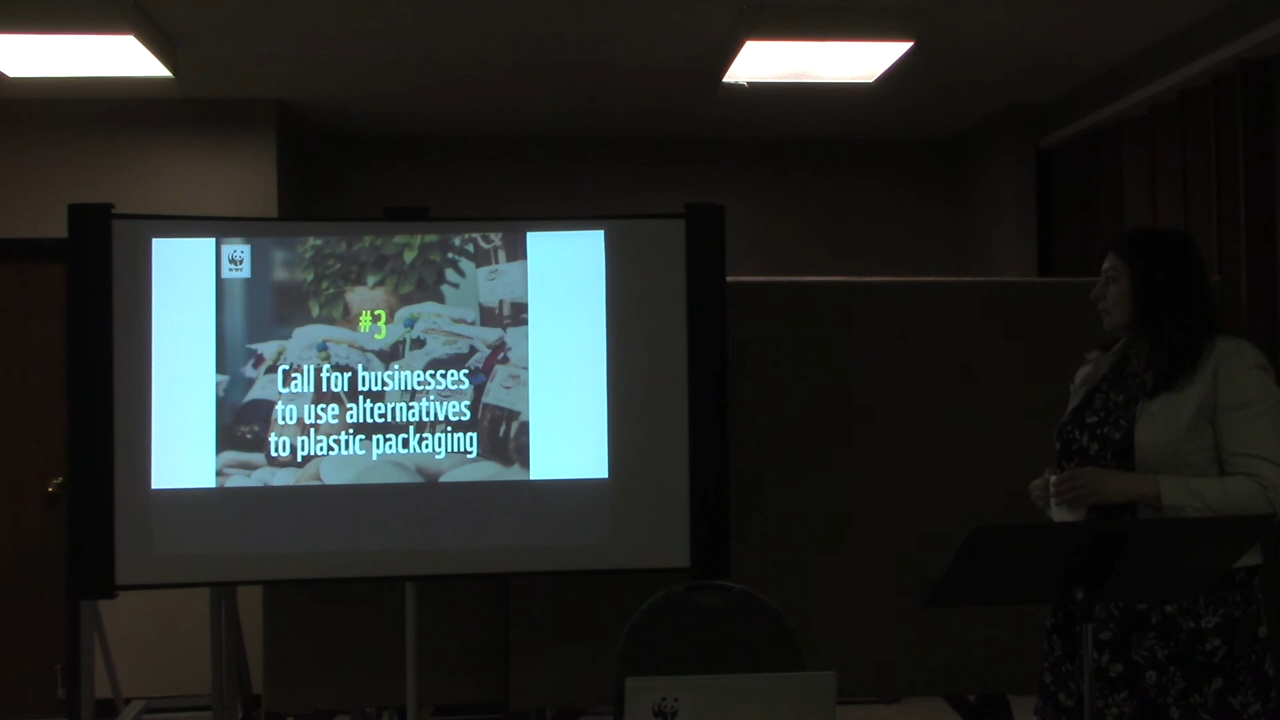 WWF
#3
Call for businesses
to use alternatives
to plastic packaging